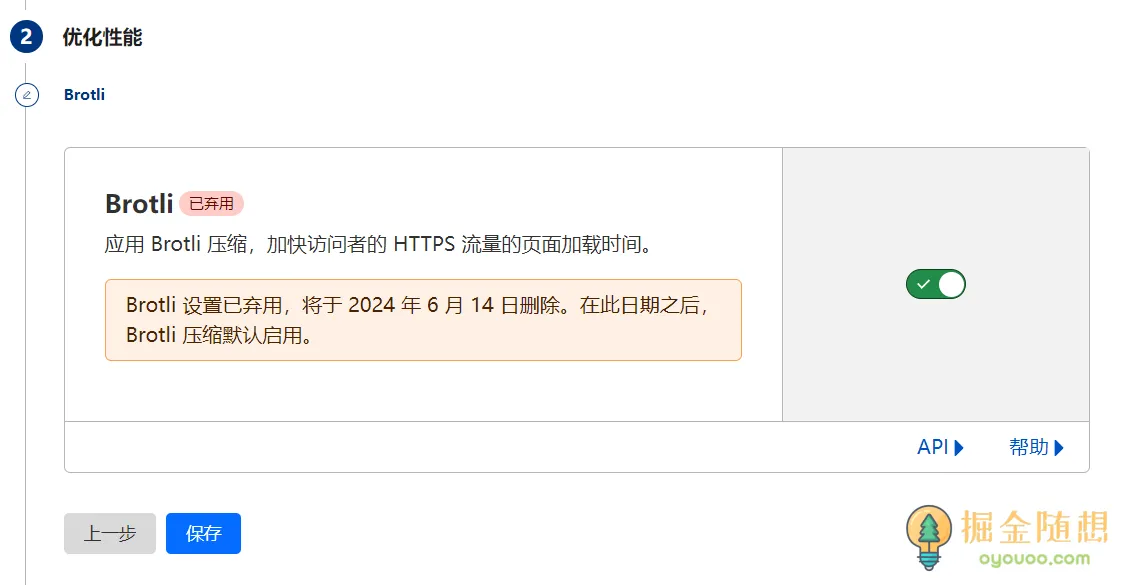 2 优化性能
Brotli
Brotli 已弃用
应用 Brotli 压缩，加快访问者的 HTTPS 流量的页面加载时间。
Brotli 设置已弃用，将于 2024 年 6 月 14 日删除。在此日期之后，
Brotli 压缩默认启用。
API 帮助
上一步 保存
掘金随想
oyouoo.com